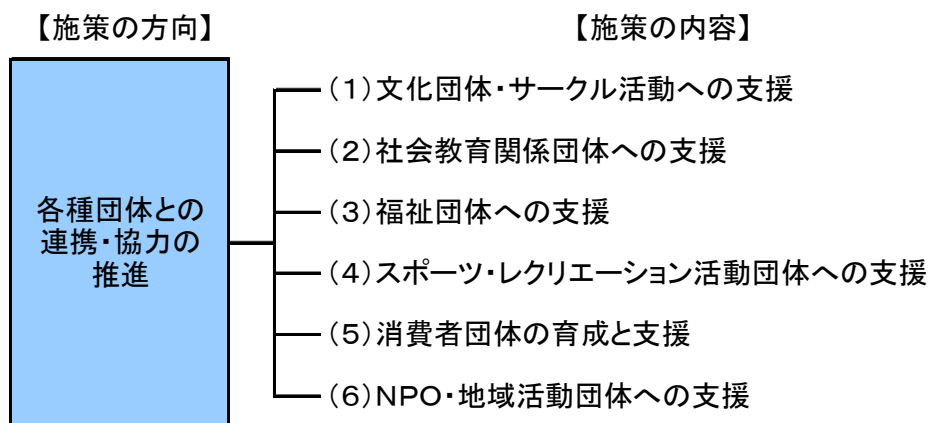 【施策の方向】
【施策の内容】
各種団体との
連携・協力の
推進
(1)文化団体・サークル活動への支援
(2)社会教育関係団体への支援
(3)福祉団体への支援
(4)スポーツ・レクリエーション活動団体への支援
(5)消費者団体の育成と支援
(6)NPO・地域活動団体への支援